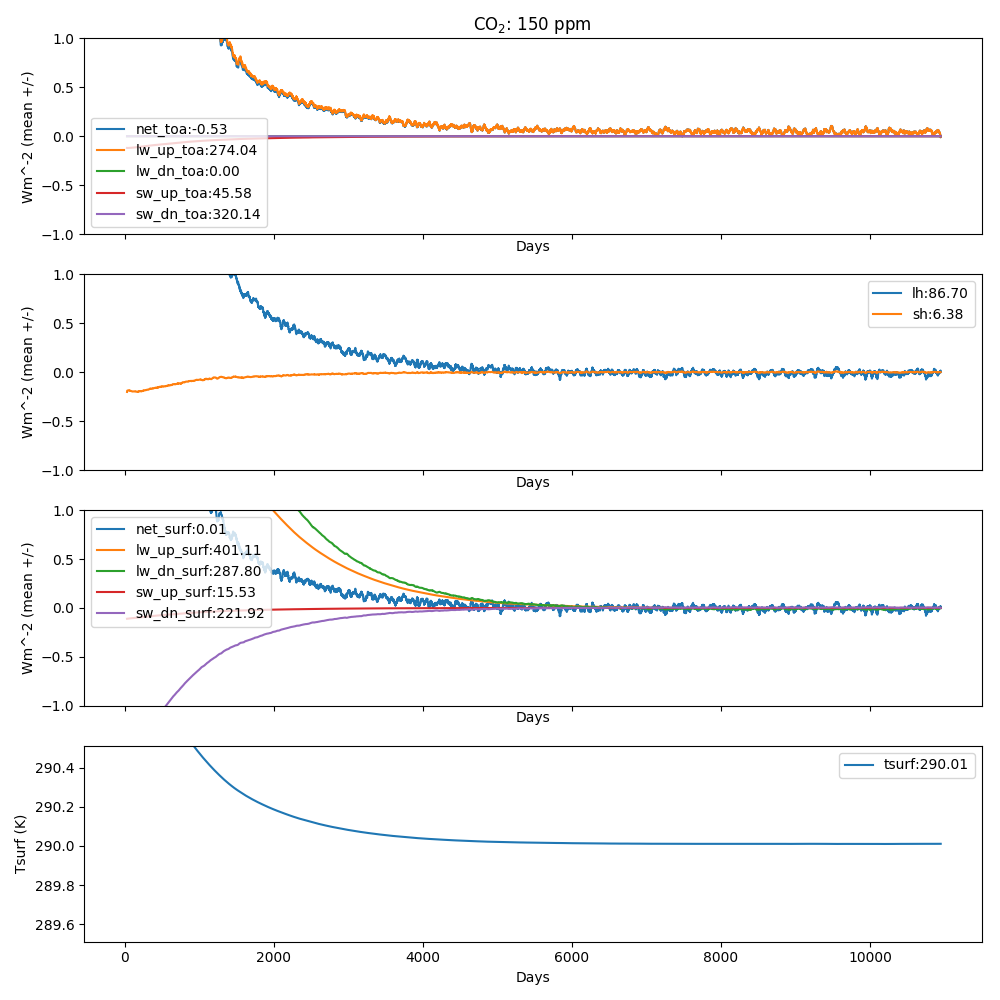 CO₂: 150 ppm
1.0
0.5
0.0
−0.5
−1.0
Wm^-2 (mean +/-)
net_toa:-0.53
lw_up_toa:274.04
lw_dn_toa:0.00
sw_up_toa:45.58
sw_dn_toa:320.14
Days
1.0
0.5
0.0
−0.5
−1.0
Wm^-2 (mean +/-)
lh:86.70
sh:6.38
Days
1.0
0.5
0.0
−0.5
−1.0
Wm^-2 (mean +/-)
net_surf:0.01
lw_up_surf:401.11
lw_dn_surf:287.80
sw_up_surf:15.53
sw_dn_surf:221.92
Days
290.4
290.2
290.0
289.8
289.6
Tsurf (K)
tsurf:290.01
0 2000 4000 6000 8000 10000
Days